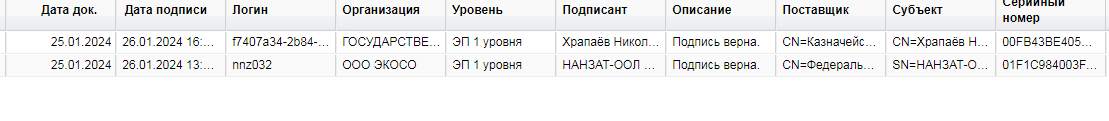 Дата док. Дата подписи Логин Организация Уровень Подписант Описание Поставщик Субъект Серийный номер
25.01.2024 26.01.2024 16:... f7407a34-2b84-... ГОСУДАРСТВЕ... ЭП 1 уровня Храпаёв Никол... Подпись верна. CN=Казначейс... CN=Храпаёв Н... 00FB43BE405...
25.01.2024 26.01.2024 13:... nnz032 ООО ЭКОСО ЭП 1 уровня НАНЗАТ-ООЛ ... Подпись верна. CN=Федераль... SN=НАНЗАТ-О... 01F1C984003F...